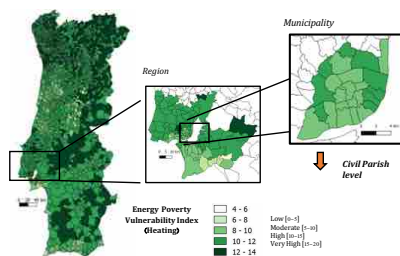 Municipality
Region
Civil Parish
level
Energy Poverty
Vulnerability Index
(Heating)
4 - 6
6 - 8
8 - 10
10 - 12
12 - 14
Low [0-5]
Moderate [5-10]
High [10-15]
Very High [15-20]